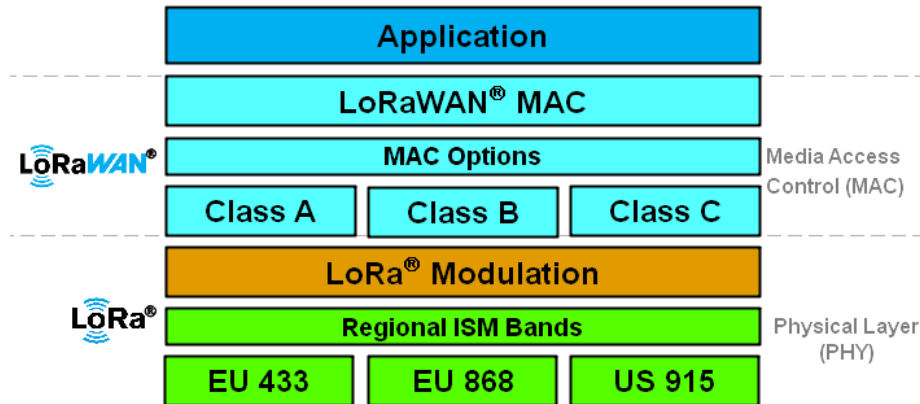 Application
LoRaWAN® MAC
LoRaWAN®
MAC Options
Media Access
Control (MAC)
Class A
Class B
Class C
LoRa® Modulation
LoRa®
Regional ISM Bands
Physical Layer
(PHY)
EU 433
EU 868
US 915